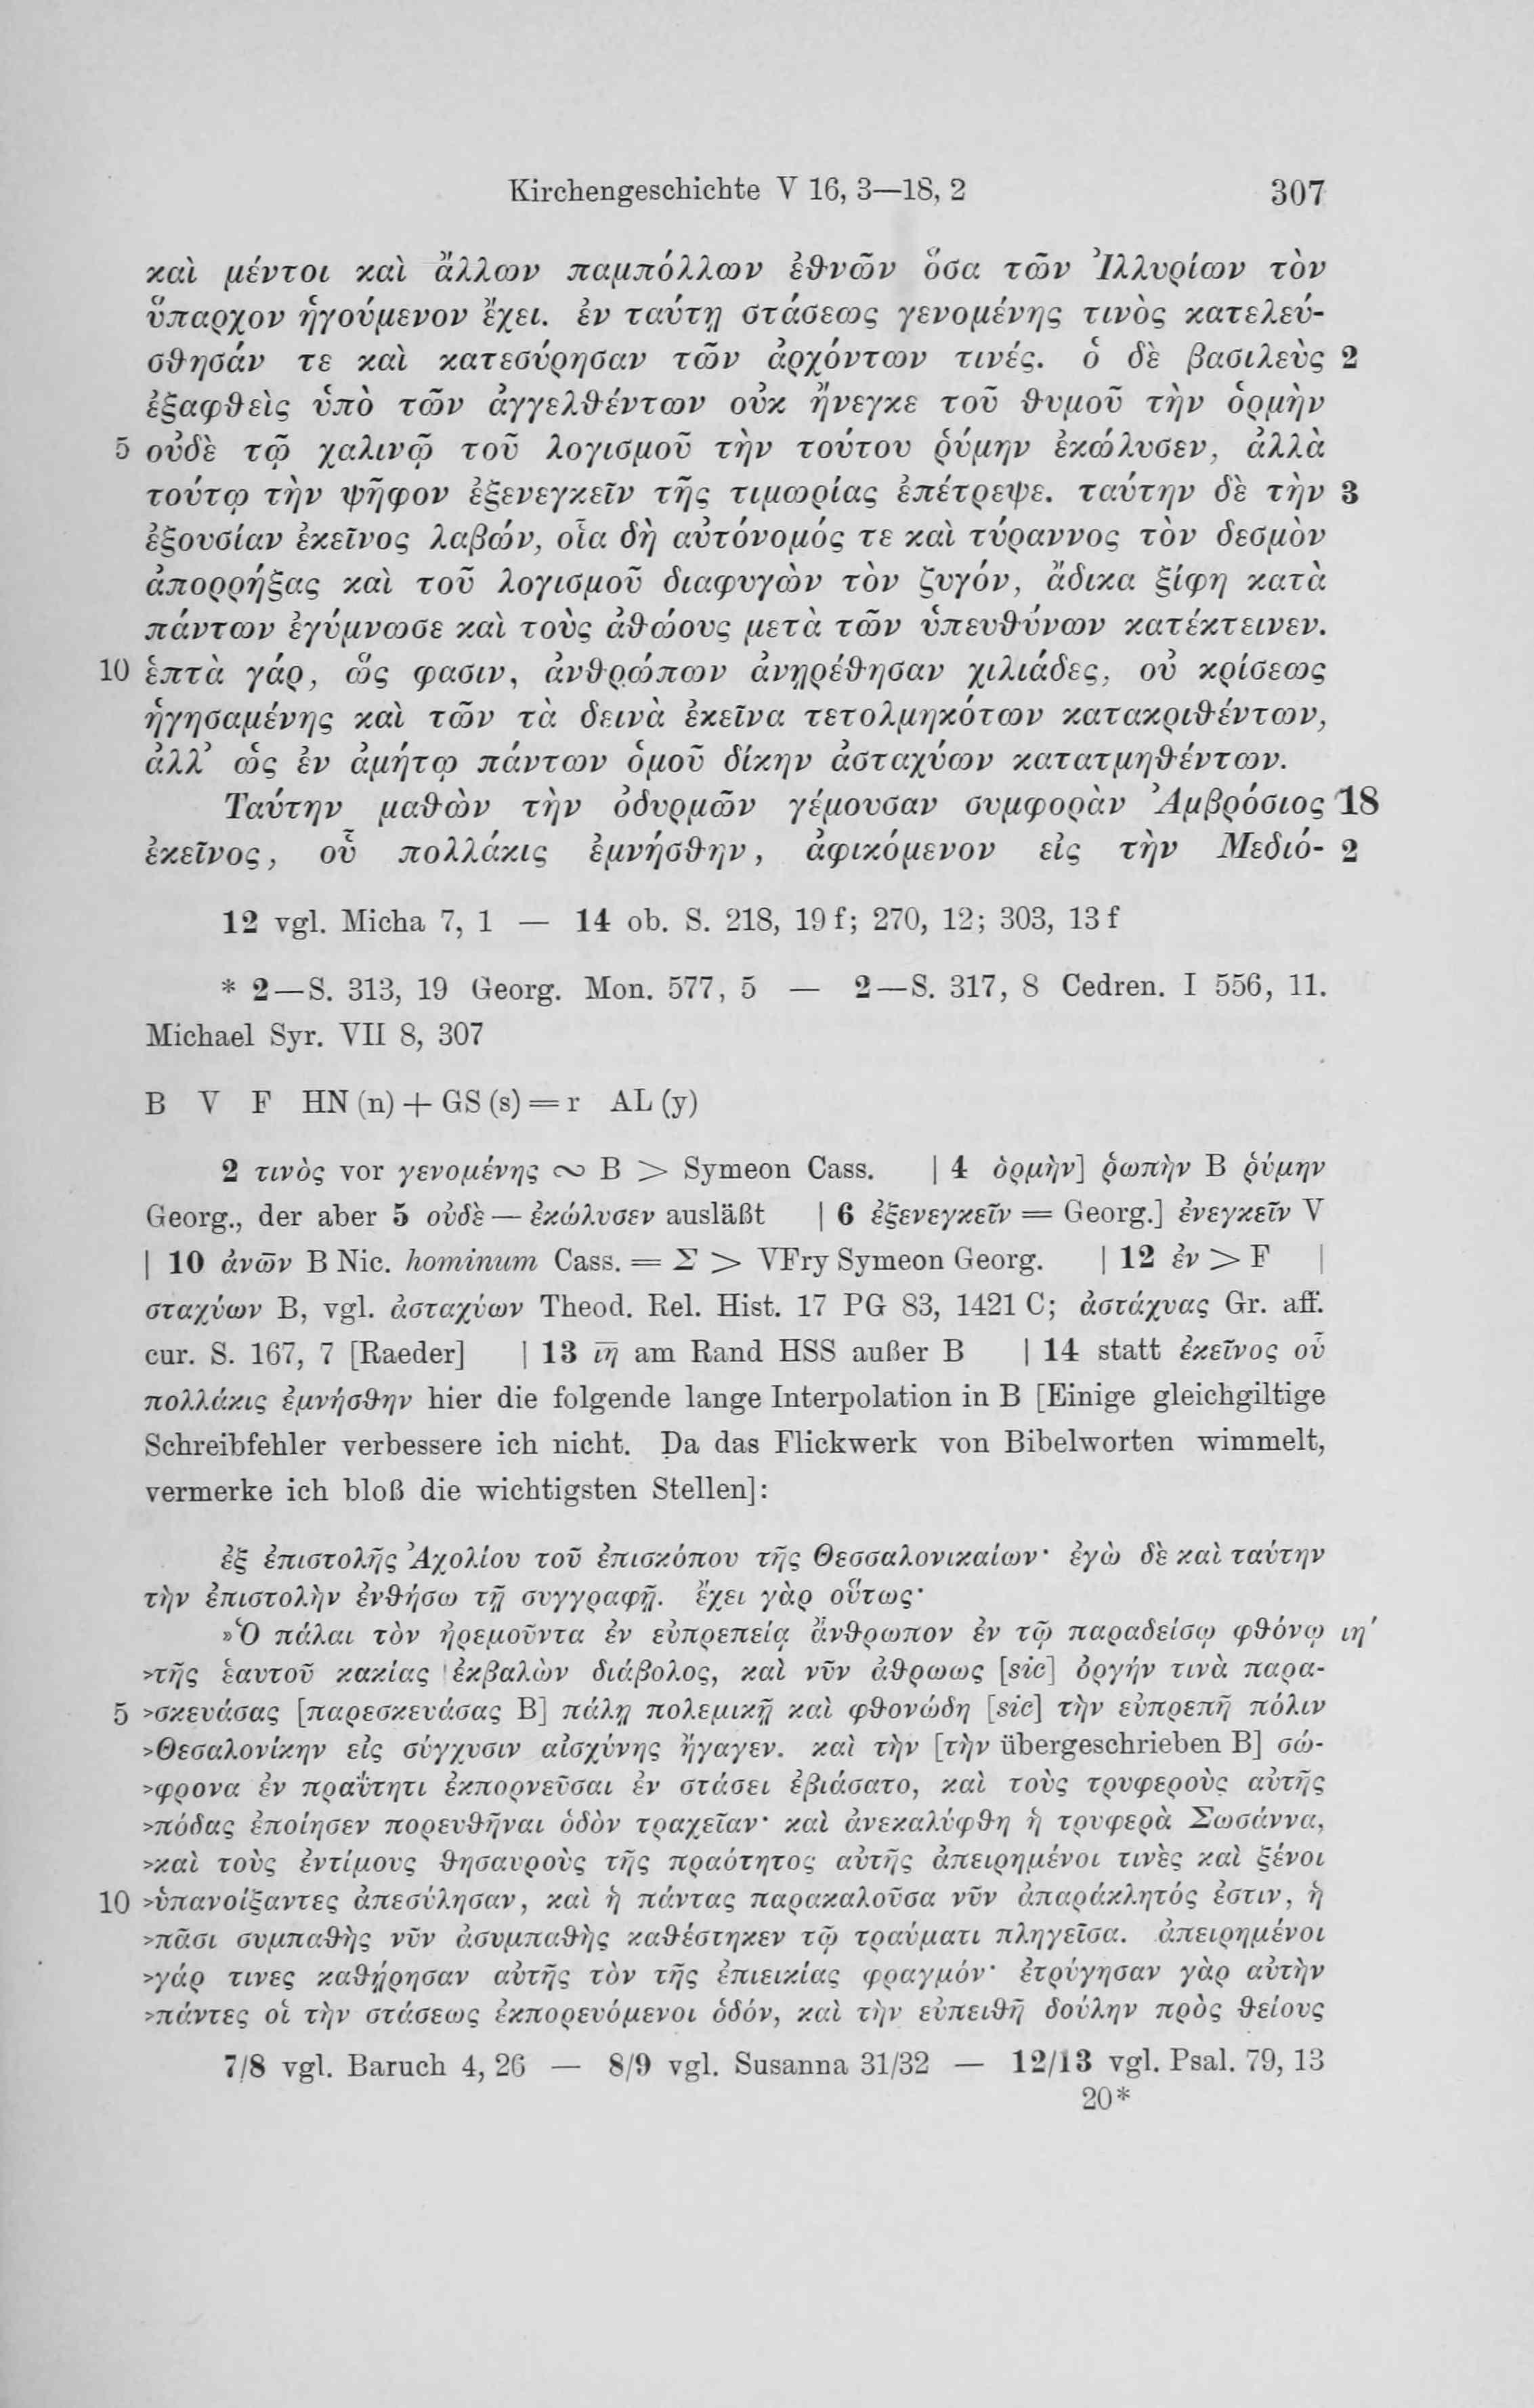 Kirchengeschichte V 16, 3—18, 2 307
καὶ μέντοι καὶ ἄλλων παμπόλλων ἐθνῶν ὅσα τῶν Ἰλλυρίων τὸν
ὕπαρχον ἡγούμενον ἔχει. ἐν ταύτῃ στάσεως γενομένης τινὸς κατελεύ-
σθησάν τε καὶ κατεσύρησαν τῶν ἀρχόντων τινές. ὁ δὲ βασιλεὺς 2
ἐξαφθεὶς ὑπὸ τῶν ἀγγελθέντων οὐκ ἤνεγκε τοῦ θυμοῦ τὴν ὁρμὴν
5 οὐδὲ τῷ χαλινῷ τοῦ λογισμοῦ τὴν τούτου ῥύμην ἐκώλυσεν, ἀλλὰ
τούτῳ τὴν ψῆφον ἐξενεγκεῖν τῆς τιμωρίας ἐπέτρεψε. ταύτην δὲ τὴν 3
ἐξουσίαν ἐκεῖνος λαβών, οἷα δὴ αὐτόνομός τε καὶ τύραννος τὸν δεσμὸν
ἀπορρήξας καὶ τοῦ λογισμοῦ διαφυγὼν τὸν ζυγόν, ἄδικα ξίφη κατὰ
πάντων ἐγύμνωσε καὶ τοὺς ἀθῴους μετὰ τῶν ὑπευθύνων κατέκτεινεν.
10 ἑπτὰ γάρ, ὥς φασιν, ἀνθρώπων ἀνῃρέθησαν χιλιάδες, οὐ κρίσεως
ἡγησαμένης καὶ τῶν τὰ δεινὰ ἐκεῖνα τετολμηκότων κατακριθέντων,
ἀλλ’ ὡς ἐν ἀμήτῳ πάντων ὁμοῦ δίκην ἀσταχύων κατατμηθέντων.
Ταύτην μαθὼν τὴν ὀδυρμῶν γέμουσαν συμφορὰν Ἀμβρόσιος 18
ἐκεῖνος, οὗ πολλάκις ἐμνήσθην, ἀφικόμενον εἰς τὴν Μεδιό- 2
12 vgl. Micha 7, 1 — 14 ob. S. 218, 19 f; 270, 12; 303, 13 f
* 2—S. 313, 19 Georg. Mon. 577, 5 — 2—S. 317, 8 Cedren. I 556, 11.
Michael Syr. VII 8, 307
B V F HN (n) + GS (s) = r AL (y)
2 τινὸς vor γενομένης ∾ B > Symeon Cass. | 4 ὁρμὴν] ῥωπὴν B ῥύμην
Georg., der aber 5 οὐδὲ — ἐκώλυσεν ausläßt | 6 ἐξενεγκεῖν = Georg.] ἐνεγκεῖν V
| 10 ἀνῶν B Nic. hominum Cass. = Σ > VFry Symeon Georg. | 12 ἐν > F |
σταχύων B, vgl. ἀσταχύων Theod. Rel. Hist. 17 PG 83, 1421 C; ἀστάχυας Gr. aff.
cur. S. 167, 7 [Raeder] | 13 ιη am Rand HSS außer B | 14 statt ἐκεῖνος οὗ
πολλάκις ἐμνήσθην hier die folgende lange Interpolation in B [Einige gleichgiltige
Schreibfehler verbessere ich nicht. Da das Flickwerk von Bibelworten wimmelt,
vermerke ich bloß die wichtigsten Stellen]:
ἐξ ἐπιστολῆς Ἀχολίου τοῦ ἐπισκόπου τῆς Θεσσαλονικαίων· ἐγὼ δὲ καὶ ταύτην
τὴν ἐπιστολὴν ἐνθήσω τῇ συγγραφῇ. ἔχει γὰρ οὕτως·
»Ὁ πάλαι τὸν ἠρεμοῦντα ἐν εὐπρεπείᾳ ἄνθρωπον ἐν τῷ παραδείσῳ φθόνῳ ιη′
>τῆς ἑαυτοῦ κακίας ἐκβαλὼν διάβολος, καὶ νῦν ἀθρωως [sic] ὀργήν τινὰ παρα-
5 >σκευάσας [παρεσκευάσας B] πάλῃ πολεμικῇ καὶ φθονώδη [sic] τὴν εὐπρεπῆ πόλιν
>Θεσαλονίκην εἰς σύγχυσιν αἰσχύνης ἤγαγεν. καὶ τὴν [τὴν übergeschrieben B] σώ-
>φρονα ἐν πραΰτητι ἐκπορνεῦσαι ἐν στάσει ἐβιάσατο, καὶ τοὺς τρυφεροὺς αὐτῆς
>πόδας ἐποίησεν πορευθῆναι ὁδὸν τραχεῖαν· καὶ ἀνεκαλύφθη ἡ τρυφερὰ Σωσάννα,
>καὶ τοὺς ἐντίμους θησαυροὺς τῆς πραότητος αὐτῆς ἀπειρημένοι τινὲς καὶ ξένοι
10 >ὑπανοίξαντες ἀπεσύλησαν, καὶ ἡ πάντας παρακαλοῦσα νῦν ἀπαράκλητός ἐστιν, ἡ
>πᾶσι συμπαθὴς νῦν ἀσυμπαθὴς καθέστηκεν τῷ τραύματι πληγεῖσα. ἀπειρημένοι
>γάρ τινες καθῄρησαν αὐτῆς τὸν τῆς ἐπιεικίας φραγμόν· ἐτρύγησαν γὰρ αὐτὴν
>πάντες οἱ τὴν στάσεως ἐκπορευόμενοι ὁδόν, καὶ τὴν εὐπειθῆ δούλην πρὸς θείους
7/8 vgl. Baruch 4, 26 — 8/9 vgl. Susanna 31/32 — 12/13 vgl. Psal. 79, 13
20*